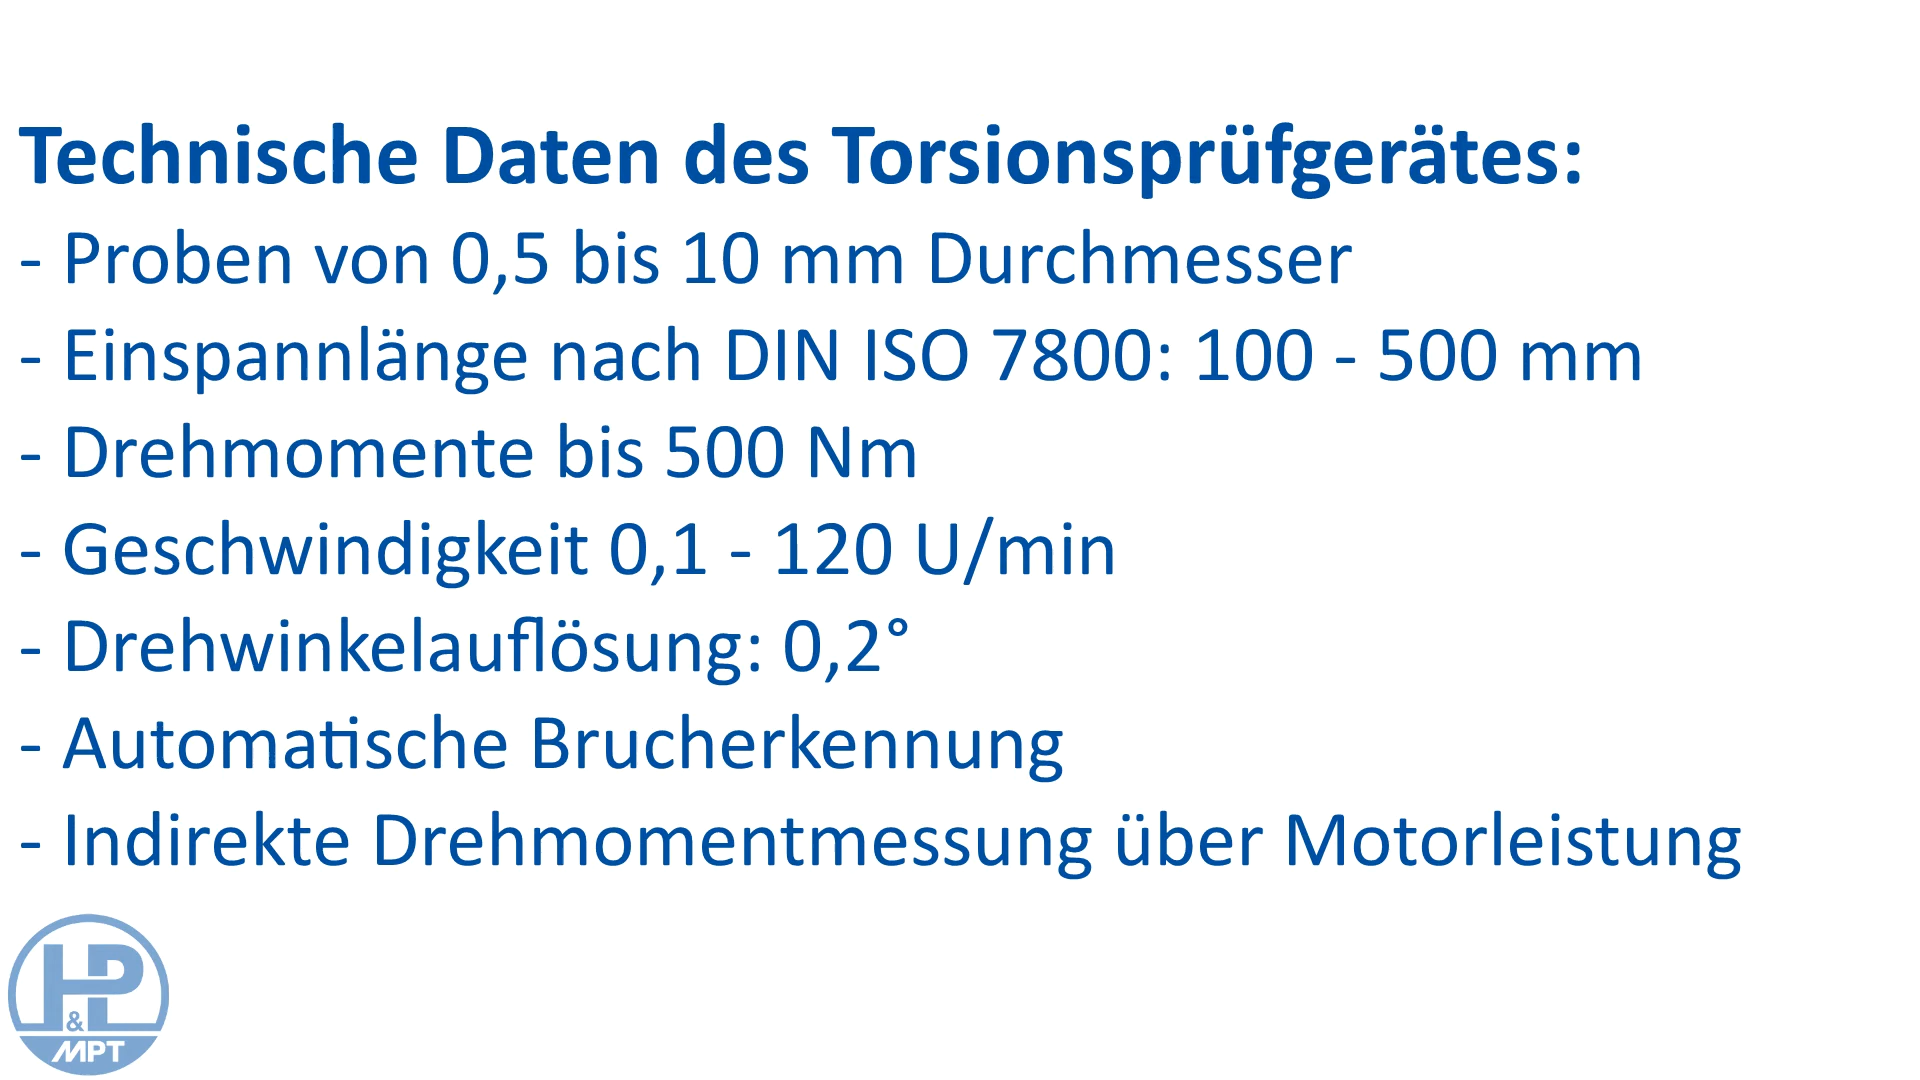 Technische Daten des Torsionsprüfgerätes:
- Proben von 0,5 bis 10 mm Durchmesser
- Einspannlänge nach DIN ISO 7800: 100 - 500 mm
- Drehmomente bis 500 Nm
- Geschwindigkeit 0,1 - 120 U/min
- Drehwinkelauflösung: 0,2°
- Automatische Brucherkennung
- Indirekte Drehmomentmessung über Motorleistung
H&P
MPT